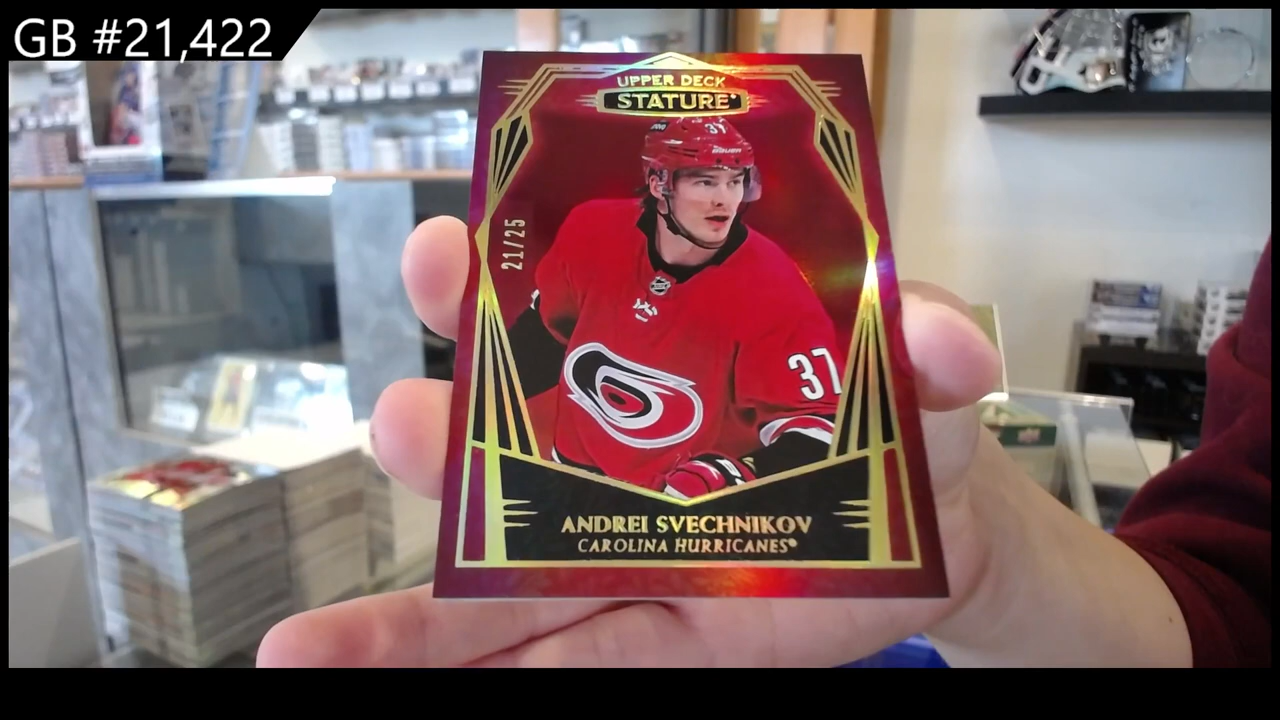 GB #21,422
UPPER DECK
STATURE
37
21/25
37
ANDREI SVECHNIKOV
CAROLINA HURRICANES®